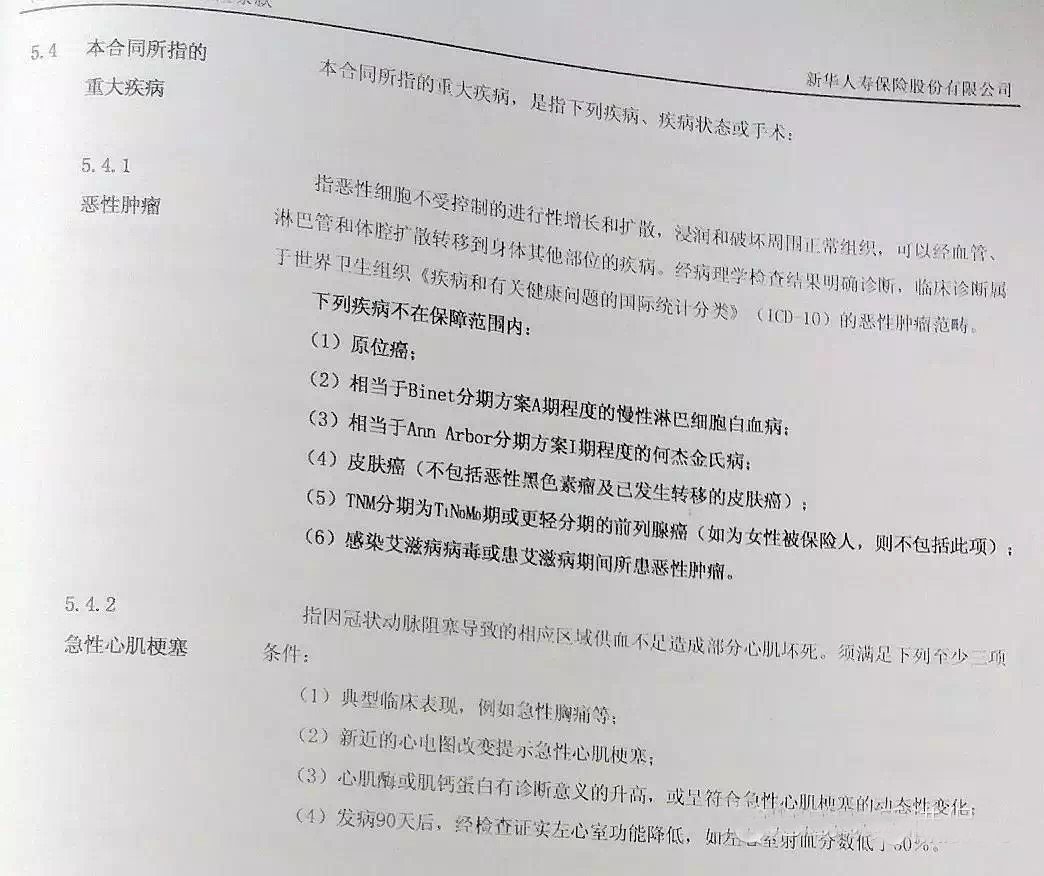 条款
新华人寿保险股份有限公司
5.4 本合同所指的
重大疾病
本合同所指的重大疾病，是指下列疾病、疾病状态或手术：
5.4.1
恶性肿瘤
指恶性细胞不受控制的进行性增长和扩散，浸润和破坏周围正常组织，可以经血管、
淋巴管和体腔扩散转移到身体其他部位的疾病。经病理学检查结果明确诊断，临床诊断属
于世界卫生组织《疾病和有关健康问题的国际统计分类》（ICD-10）的恶性肿瘤范畴。
下列疾病不在保障范围内：
（1）原位癌；
（2）相当于Binet分期方案A期程度的慢性淋巴细胞白血病；
（3）相当于Ann Arbor分期方案I期程度的何杰金氏病；
（4）皮肤癌（不包括恶性黑色素瘤及已发生转移的皮肤癌）；
（5）TNM分期为T₁N₀M₀期或更轻分期的前列腺癌（如为女性被保险人，则不包括此项）；
（6）感染艾滋病病毒或患艾滋病期间所患恶性肿瘤。
5.4.2
急性心肌梗塞
指因冠状动脉阻塞导致的相应区域供血不足造成部分心肌坏死。须满足下列至少三项
条件：
（1）典型临床表现，例如急性胸痛等；
（2）新近的心电图改变提示急性心肌梗塞；
（3）心肌酶或肌钙蛋白有诊断意义的升高，或呈符合急性心肌梗塞的动态性变化；
（4）发病90天后，经检查证实左心室功能降低，如左室射血分数低于0%。